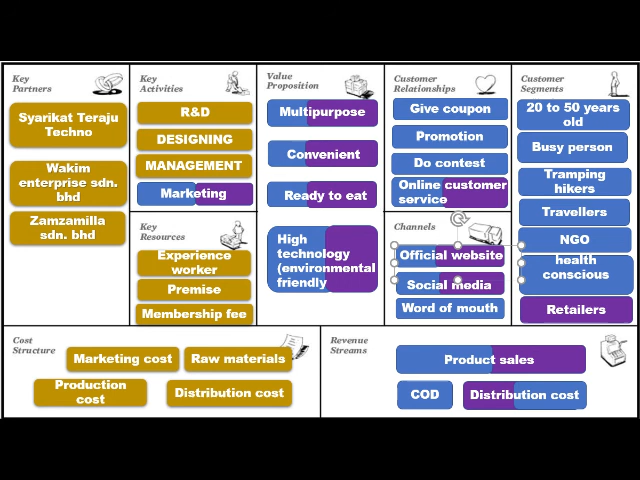 Key
Partners
Syarikat Teraju
Techno
Wakim
enterprise sdn.
bhd
Zanzamilla
sdn. bhd
Key
Activities
R&D
DESIGNING
MANAGEMENT
Marketing
Key
Resources
Experience
worker
Premise
Membership fee
Value
Proposition
Multipurpose
Convenient
Ready to eat
High
technology
(environmental
friendly
Customer
Relationships
Give coupon
Promotion
Do contest
Online customer
service
Channels
Official website
Social media
Word of mouth
Customer
Segments
20 to 50 years
old
Busy person
Tramping
hikers
Travellers
NGO
health
conscious
Retailers
Cost
Structure
Marketing cost
Raw materials
Production
cost
Distribution cost
Revenue
Streams
Product sales
COD
Distribution cost